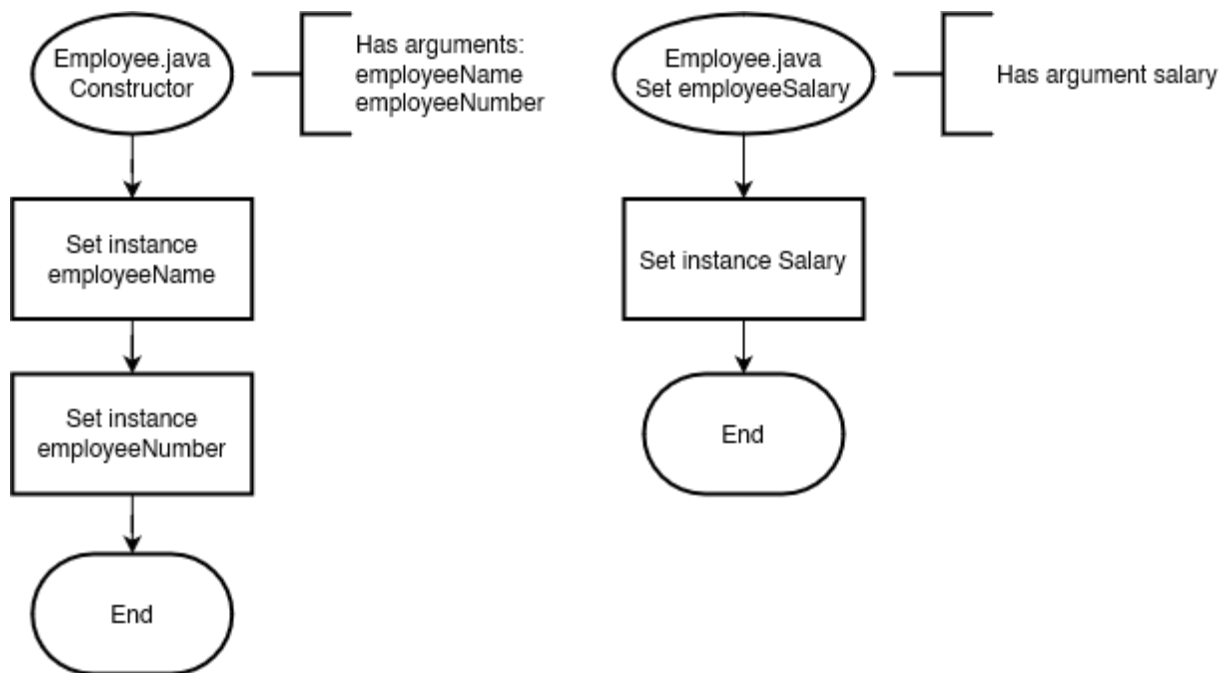 Employee.java
Constructor
Has arguments:
employeeName
employeeNumber
Set instance
employeeName
Set instance
employeeNumber
End
Employee.java
Set employeeSalary
Has argument salary
Set instance Salary
End